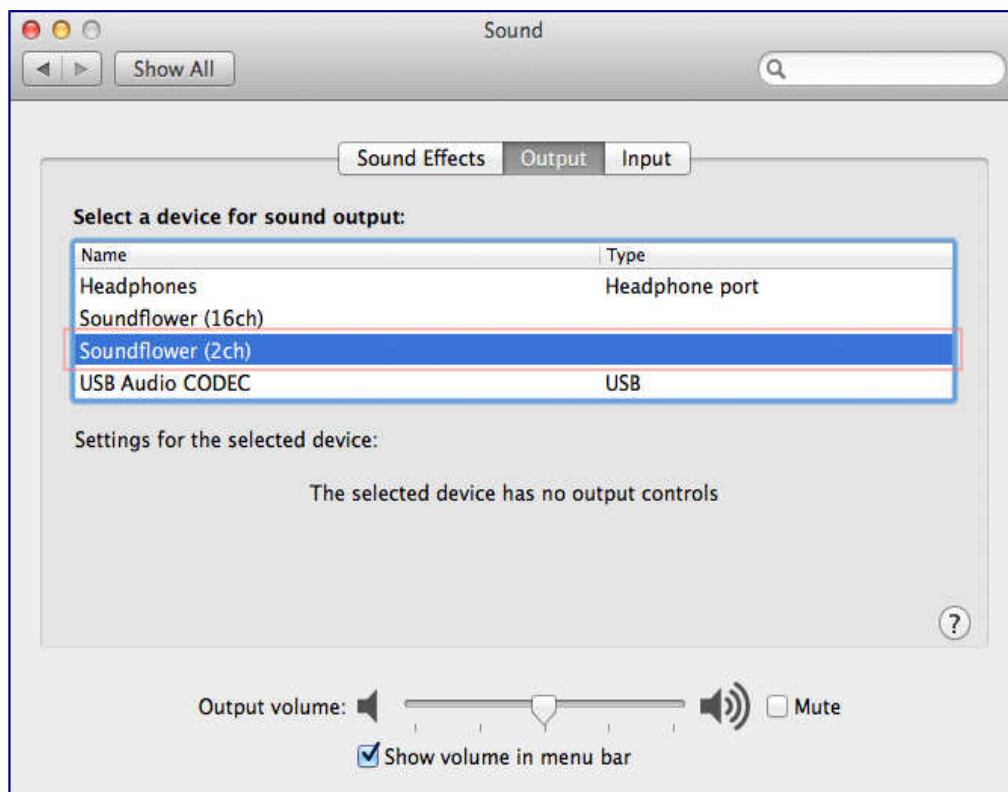 Sound
Show All
Sound Effects Output Input
Select a device for sound output:
Name Type
Headphones Headphone port
Soundflower (16ch)
Soundflower (2ch)
USB Audio CODEC USB
Settings for the selected device:
The selected device has no output controls
?
Output volume: Mute
Show volume in menu bar